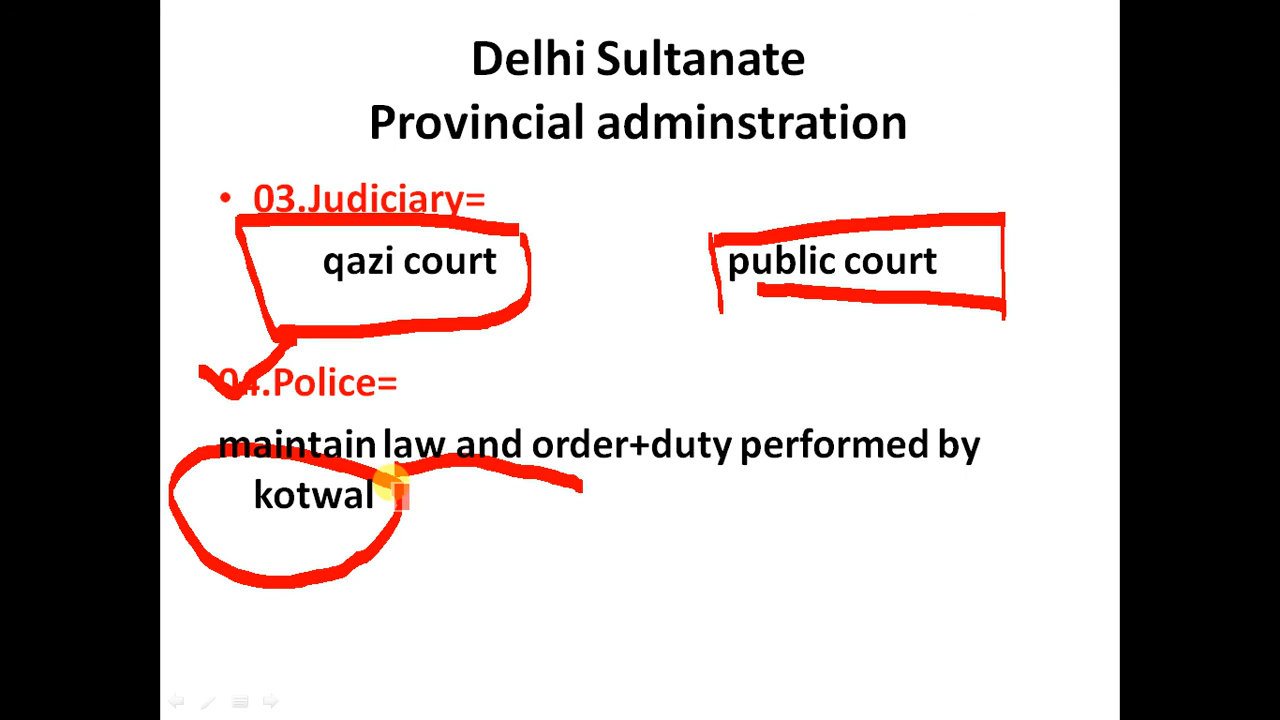 Delhi Sultanate
Provincial adminstration
• 03.Judiciary=
qazi court public court
04.Police=
maintain law and order+duty performed by
kotwal